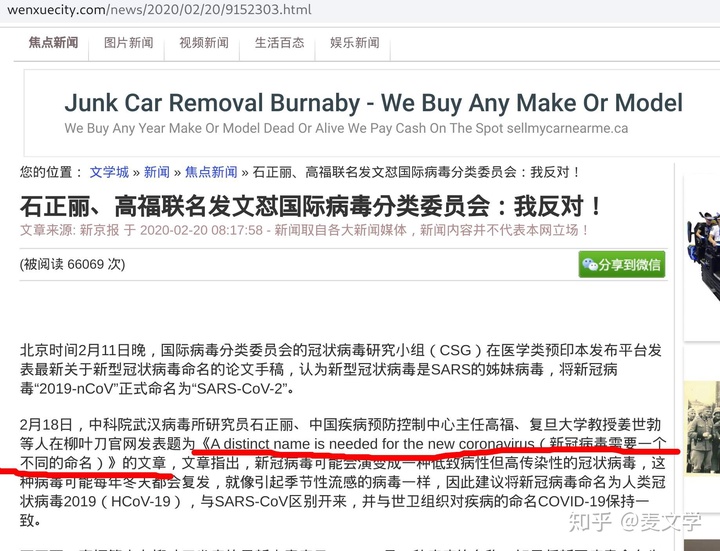 wenxuecity.com/news/2020/02/20/9152303.html
焦点新闻 图片新闻 视频新闻 生活百态 娱乐新闻
Junk Car Removal Burnaby - We Buy Any Make Or Model
We Buy Any Year Make Or Model Dead Or Alive We Pay Cash On The Spot sellmycarnearme.ca
您的位置： 文学城 » 新闻 » 焦点新闻 » 石正丽、高福联名发文怼国际病毒分类委员会：我反对！
石正丽、高福联名发文怼国际病毒分类委员会：我反对！
文章来源: 新京报 于 2020-02-20 08:17:58 - 新闻取自各大新闻媒体，新闻内容并不代表本网立场！
(被阅读 66069 次)
分享到微信
北京时间2月11日晚，国际病毒分类委员会的冠状病毒研究小组（CSG）在医学类预印本发布平台发
表最新关于新型冠状病毒命名的论文手稿，认为新型冠状病毒是SARS的姊妹病毒，将新冠病
毒“2019-nCoV”正式命名为“SARS-CoV-2”。
2月18日，中科院武汉病毒所研究员石正丽、中国疾病预防控制中心主任高福、复旦大学教授姜世勃
等人在柳叶刀官网发表题为《A distinct name is needed for the new coronavirus（新冠病毒需要一个
不同的命名）》的文章，文章指出，新冠病毒可能会演变成一种低致病性但高传染性的冠状病毒，这
种病毒可能每年冬天都会复发，就像引起季节性流感的病毒一样，因此建议将新冠病毒命名为人类冠
状病毒2019（HCoV-19），与SARS-CoV区别开来，并与世卫组织对疾病的命名COVID-19保持一
致。
知乎 @麦文学